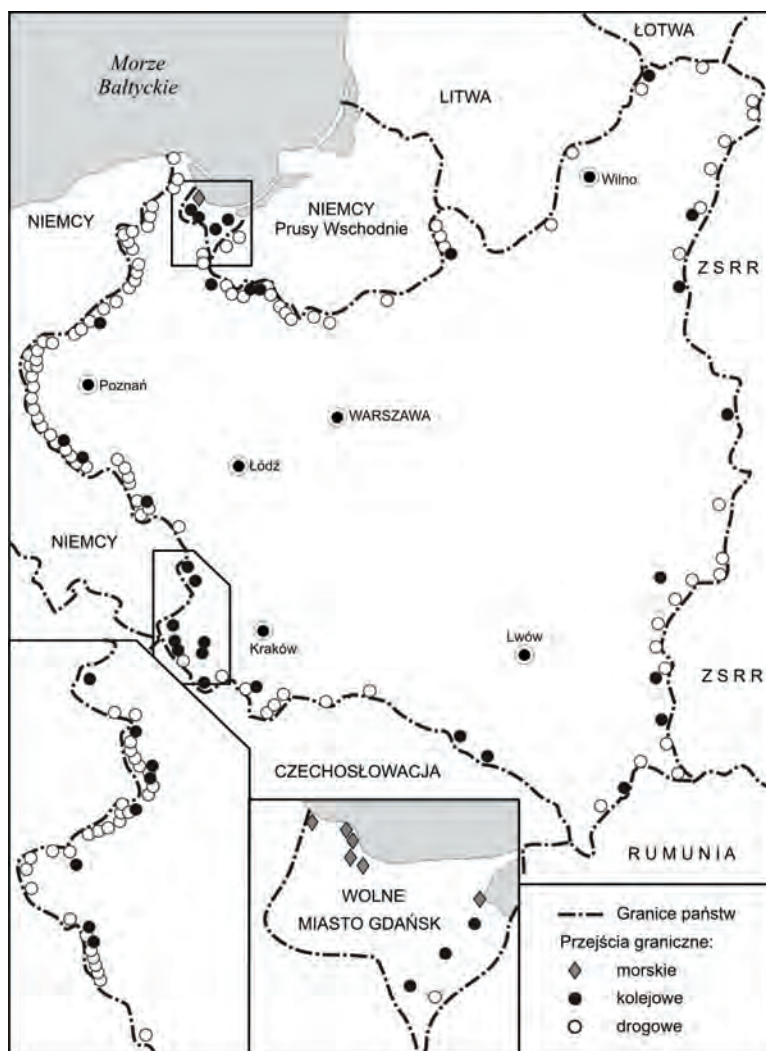 ŁOTWA
Morze
Bałtyckie
LITWA
Wilno
NIEMCY
NIEMCY
Prusy Wschodnie
ZSRR
Poznań
WARSZAWA
Łódź
NIEMCY
Kraków
Lwów
ZSRR
CZECHOSŁOWACJA
RUMUNIA
WOLNE
MIASTO GDAŃSK
Granice państw
Przejścia graniczne:
morskie
kolejowe
drogowe